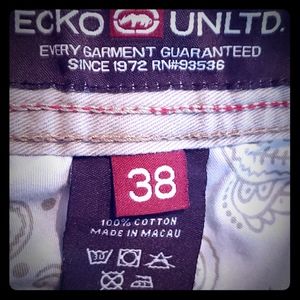 ECKO UNLTD.
EVERY GARMENT GUARANTEED
SINCE 1972 RN#93536
38
100% COTTON
MADE IN MACAU